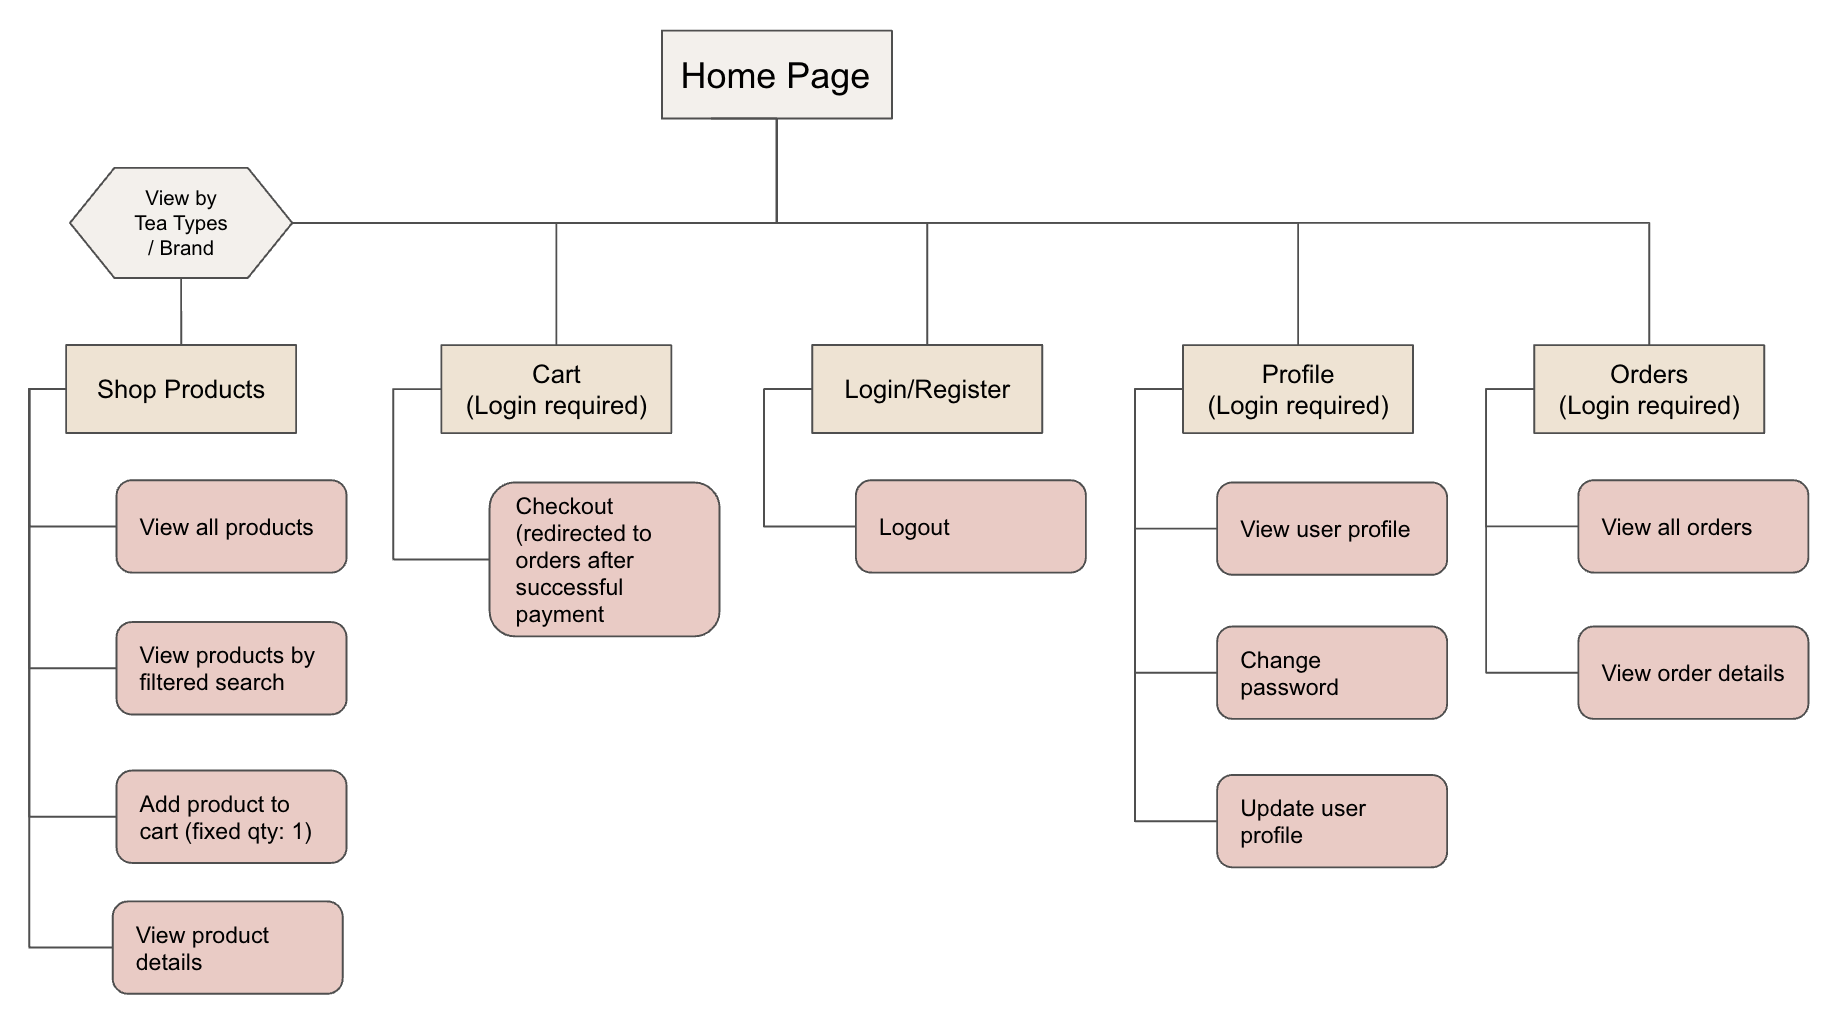 Home Page
View by
Tea Types
/ Brand
Shop Products
Cart
(Login required)
Login/Register
Profile
(Login required)
Orders
(Login required)
View all products
View products by
filtered search
Add product to
cart (fixed qty: 1)
View product
details
Checkout
(redirected to
orders after
successful
payment
Logout
View user profile
Change
password
Update user
profile
View all orders
View order details